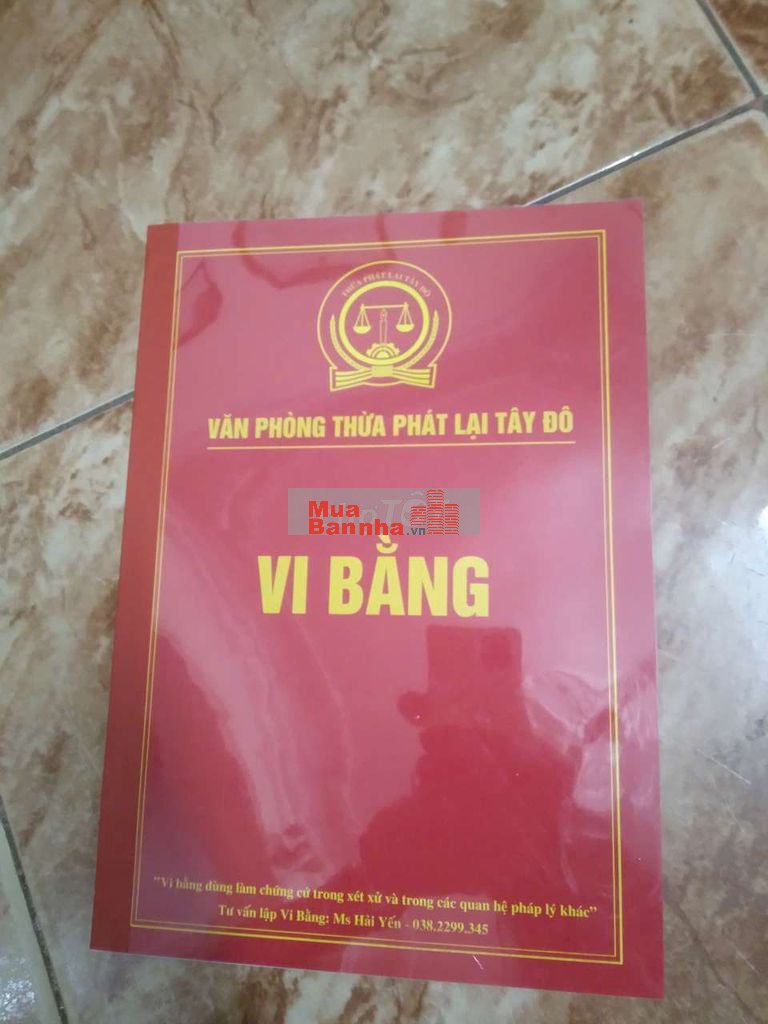 THỪA PHÁT LẠI TÂY ĐÔ
VĂN PHÒNG THỪA PHÁT LẠI TÂY ĐÔ
Mua
Bannha.vn
VI BẰNG
"Vi bằng dùng làm chứng cứ trong xét xử và trong các quan hệ pháp lý khác"
Tư vấn lập Vi Bằng: Ms Hải Yến - 038.2299.345